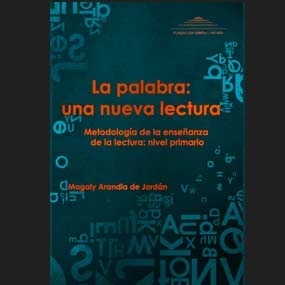 La palabra:
una nueva lectura
Metodología de la enseñanza
de la lectura: nivel primario
Magaly Arandia de Jordán